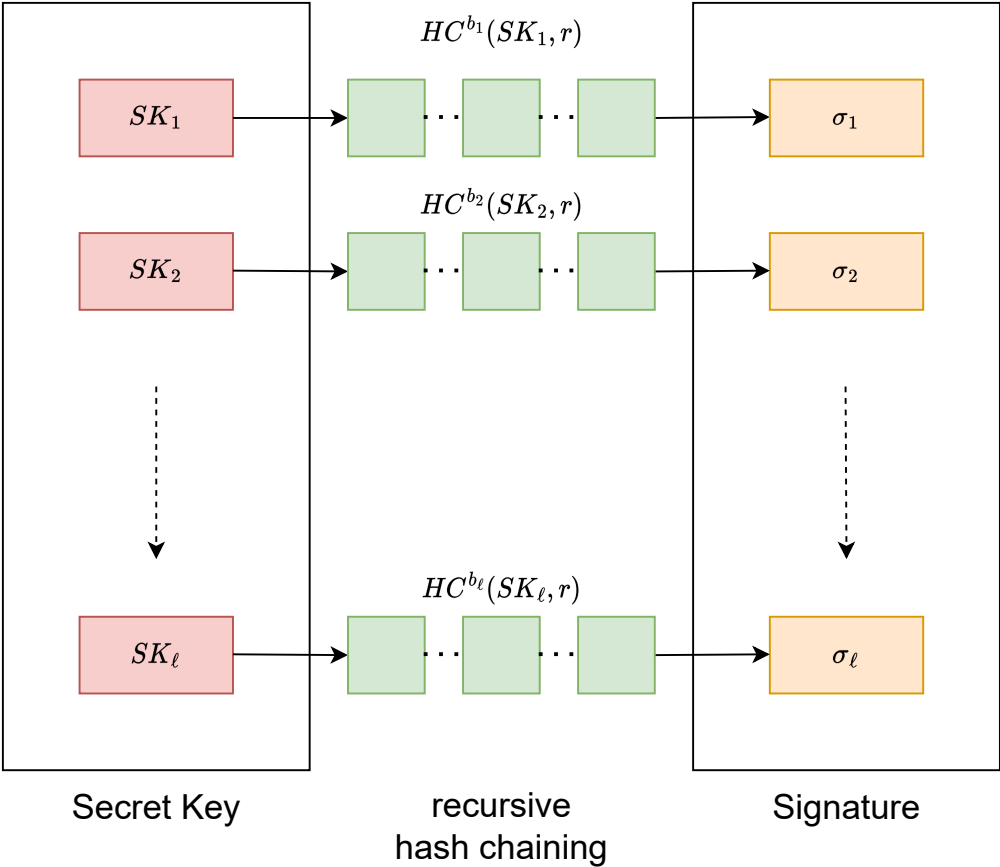 HC^{b_1}(SK_1, r)
SK_1 ... ... σ_1
HC^{b_2}(SK_2, r)
SK_2 ... ... σ_2
HC^{b_ℓ}(SK_ℓ, r)
SK_ℓ ... ... σ_ℓ
Secret Key
recursive
hash chaining
Signature